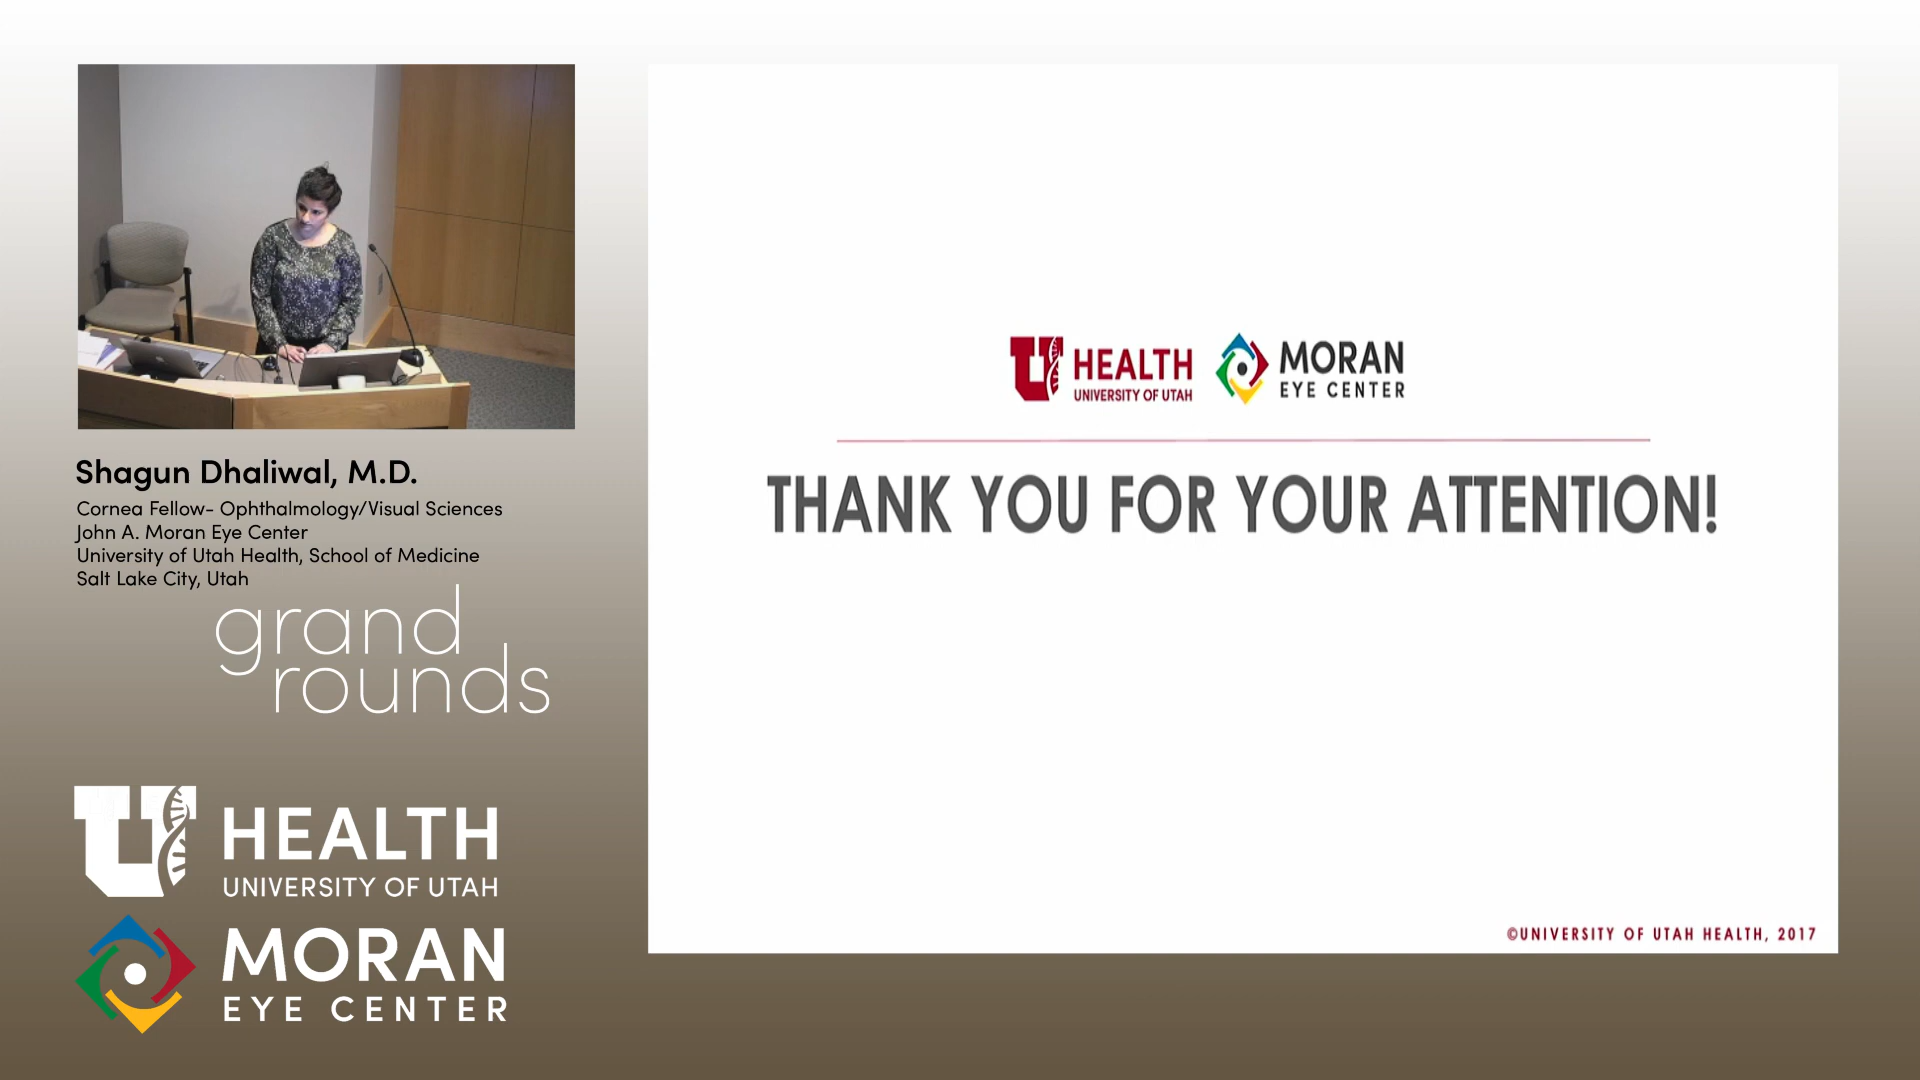 Shagun Dhaliwal, M.D.
Cornea Fellow- Ophthalmology/Visual Sciences
John A. Moran Eye Center
University of Utah Health, School of Medicine
Salt Lake City, Utah
grand
rounds
U HEALTH
UNIVERSITY OF UTAH
MORAN
EYE CENTER
U HEALTH
UNIVERSITY OF UTAH
MORAN
EYE CENTER
THANK YOU FOR YOUR ATTENTION!
©UNIVERSITY OF UTAH HEALTH, 2017